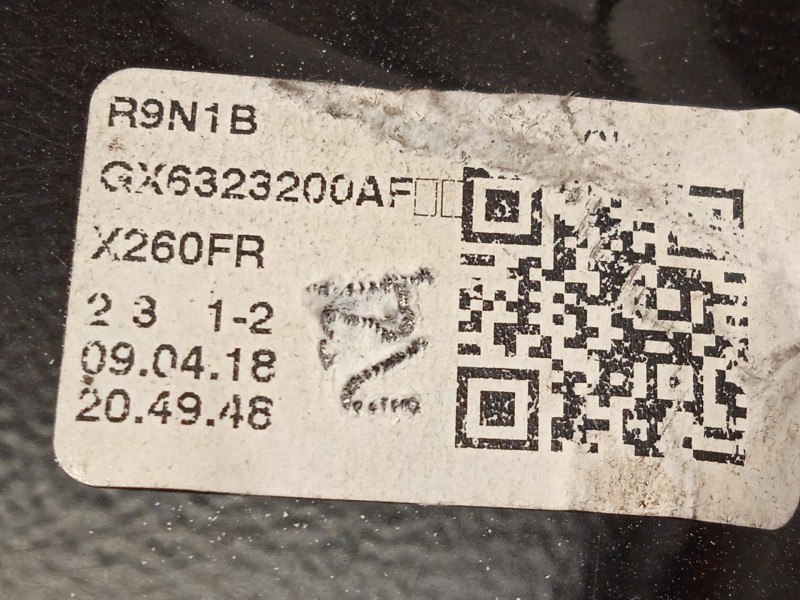 R9N1B
GX6323200AF□□
X260FR
2 3 1-2
09.04.18
20.49.48